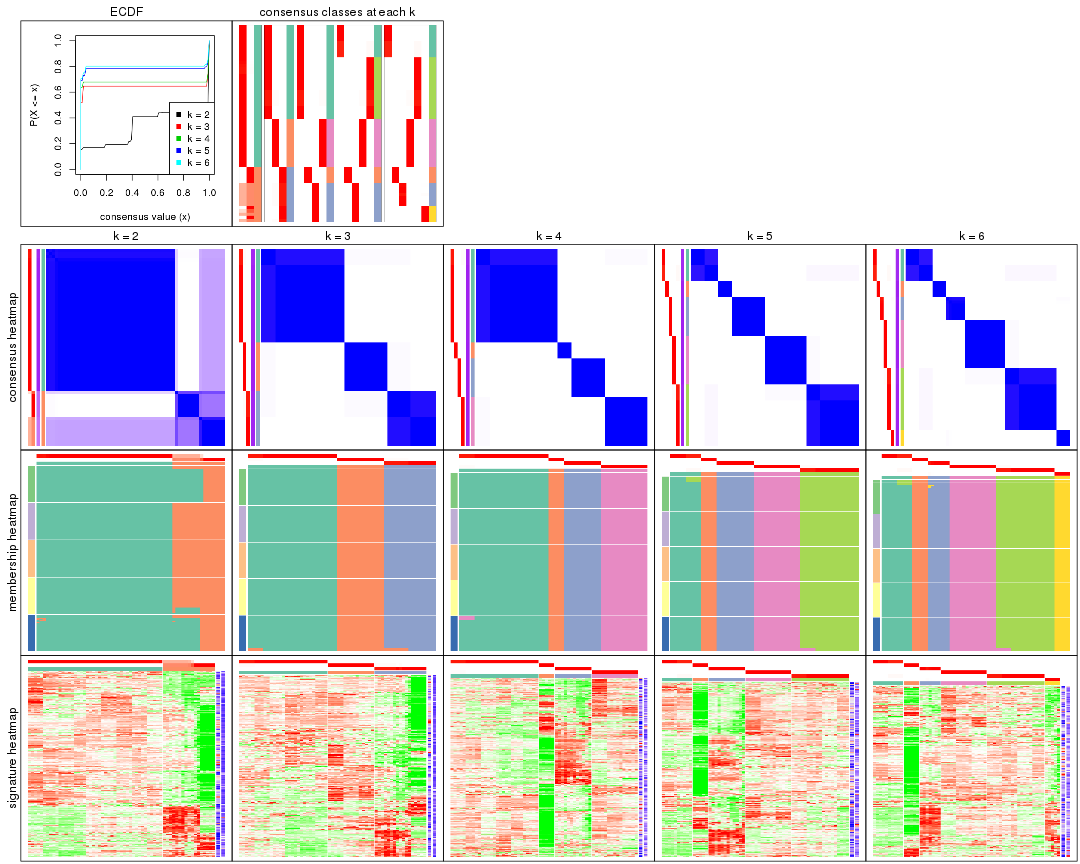 ECDF
consensus classes at each k
P(X <= x)
0.0 0.2 0.4 0.6 0.8 1.0
k = 2
k = 3
k = 4
k = 5
k = 6
0.0 0.2 0.4 0.6 0.8 1.0
consensus value (x)
k = 2 k = 3 k = 4 k = 5 k = 6
consensus heatmap
membership heatmap
signature heatmap